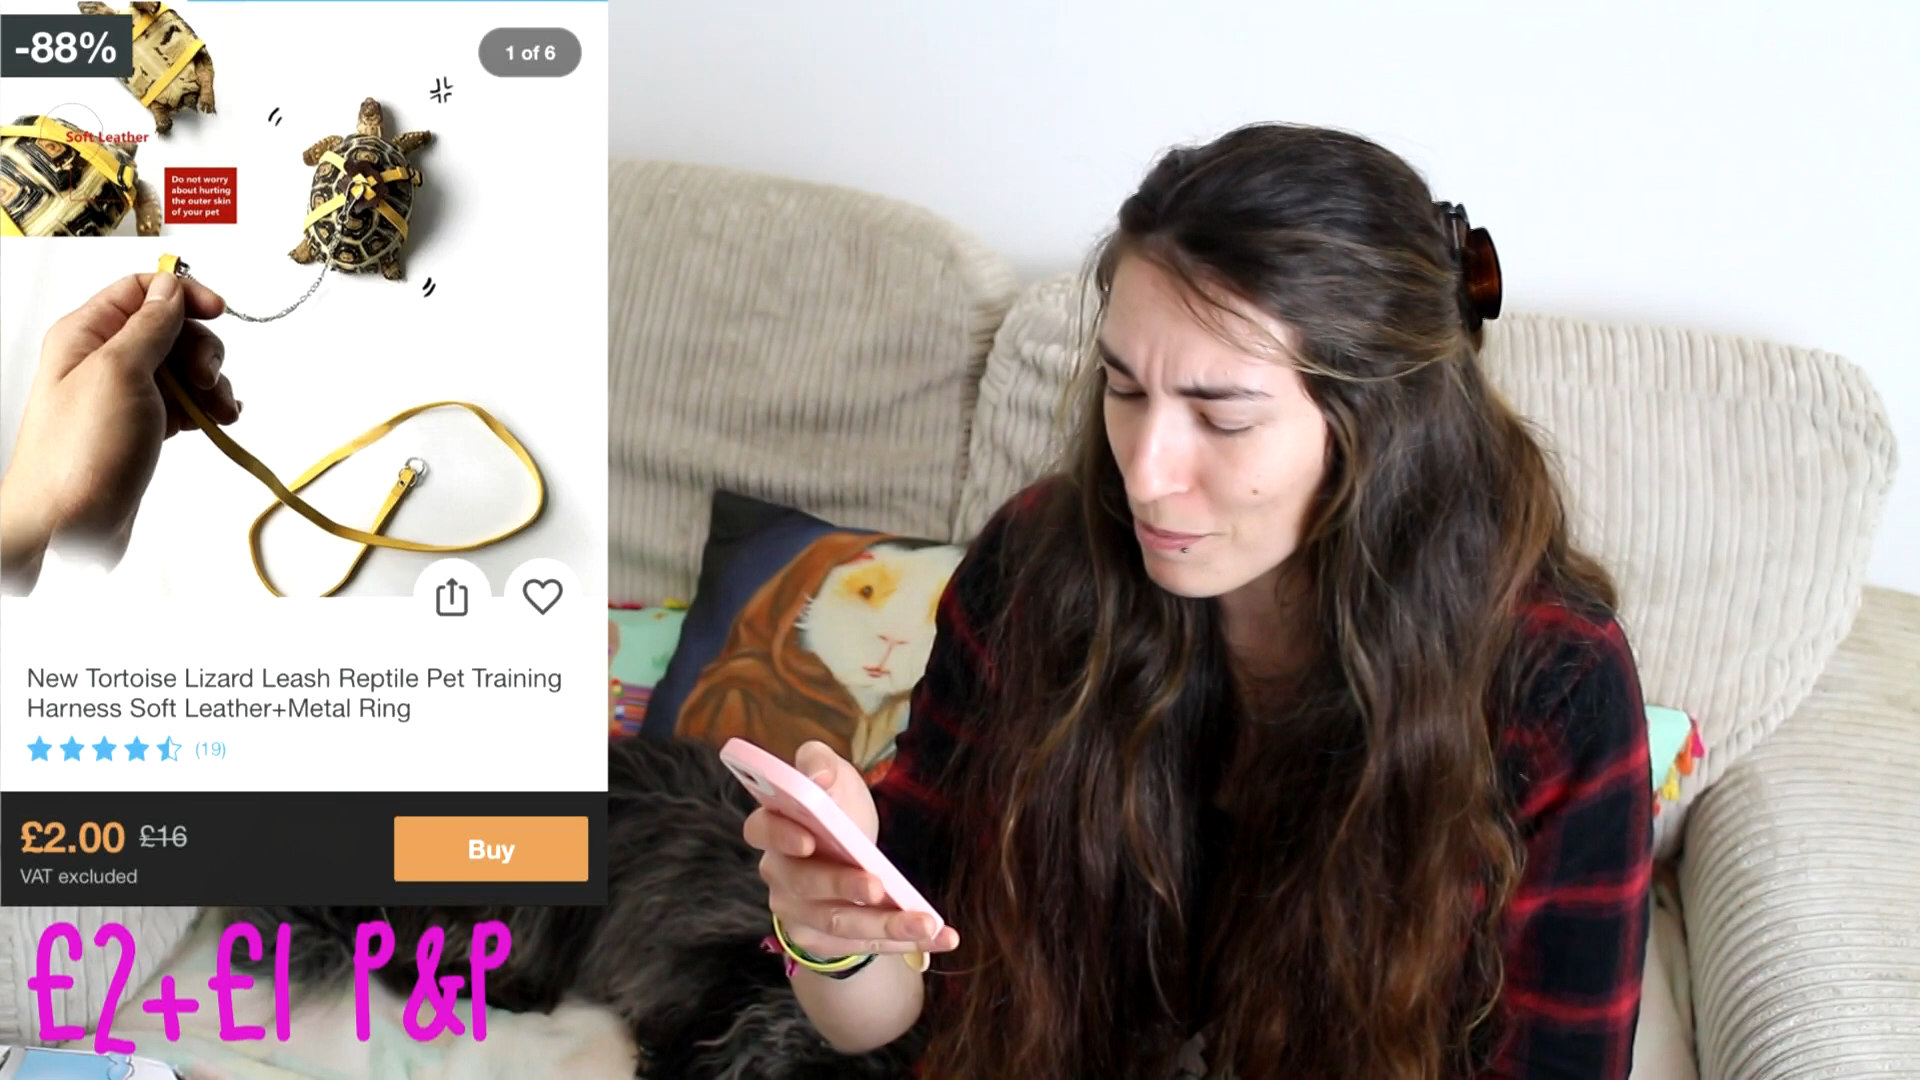 -88%
1 of 6
Soft Leather
Do not worry
about hurting
the outer skin
of your pet
New Tortoise Lizard Leash Reptile Pet Training
Harness Soft Leather+Metal Ring
(19)
£2.00 £16
VAT excluded
Buy
£2+£1 P&P